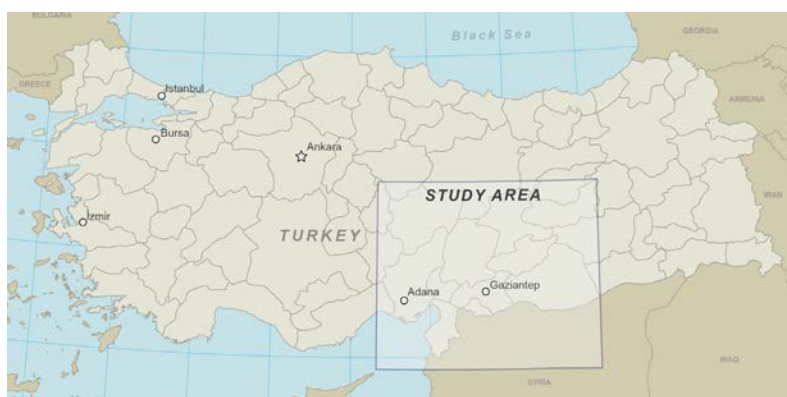 BULGARIA
Black Sea
GEORGIA
GREECE
Istanbul
ARMENIA
Bursa
Ankara
IRAN
STUDY AREA
Izmir
TURKEY
Adana
Gaziantep
IRAQ
SYRIA